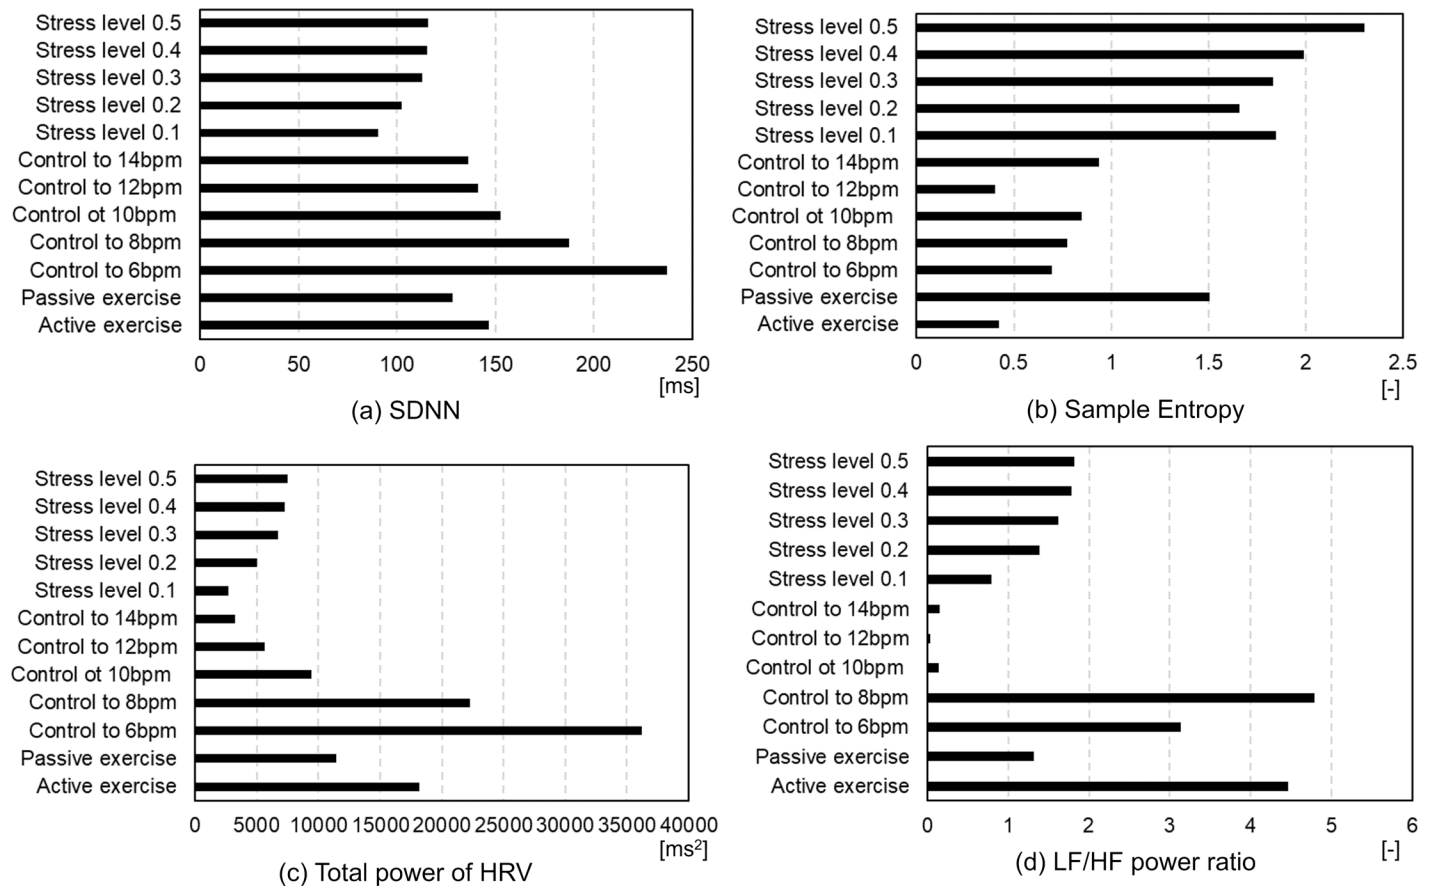 Stress level 0.5
Stress level 0.4
Stress level 0.3
Stress level 0.2
Stress level 0.1
Control to 14bpm
Control to 12bpm
Control ot 10bpm
Control to 8bpm
Control to 6bpm
Passive exercise
Active exercise
0 50 100 150 200 250
[ms]
(a) SDNN
Stress level 0.5
Stress level 0.4
Stress level 0.3
Stress level 0.2
Stress level 0.1
Control to 14bpm
Control to 12bpm
Control ot 10bpm
Control to 8bpm
Control to 6bpm
Passive exercise
Active exercise
0 0.5 1 1.5 2 2.5
[-]
(b) Sample Entropy
Stress level 0.5
Stress level 0.4
Stress level 0.3
Stress level 0.2
Stress level 0.1
Control to 14bpm
Control to 12bpm
Control ot 10bpm
Control to 8bpm
Control to 6bpm
Passive exercise
Active exercise
0 5000 10000 15000 20000 25000 30000 35000 40000
[ms²]
(c) Total power of HRV
Stress level 0.5
Stress level 0.4
Stress level 0.3
Stress level 0.2
Stress level 0.1
Control to 14bpm
Control to 12bpm
Control ot 10bpm
Control to 8bpm
Control to 6bpm
Passive exercise
Active exercise
0 1 2 3 4 5 6
[-]
(d) LF/HF power ratio